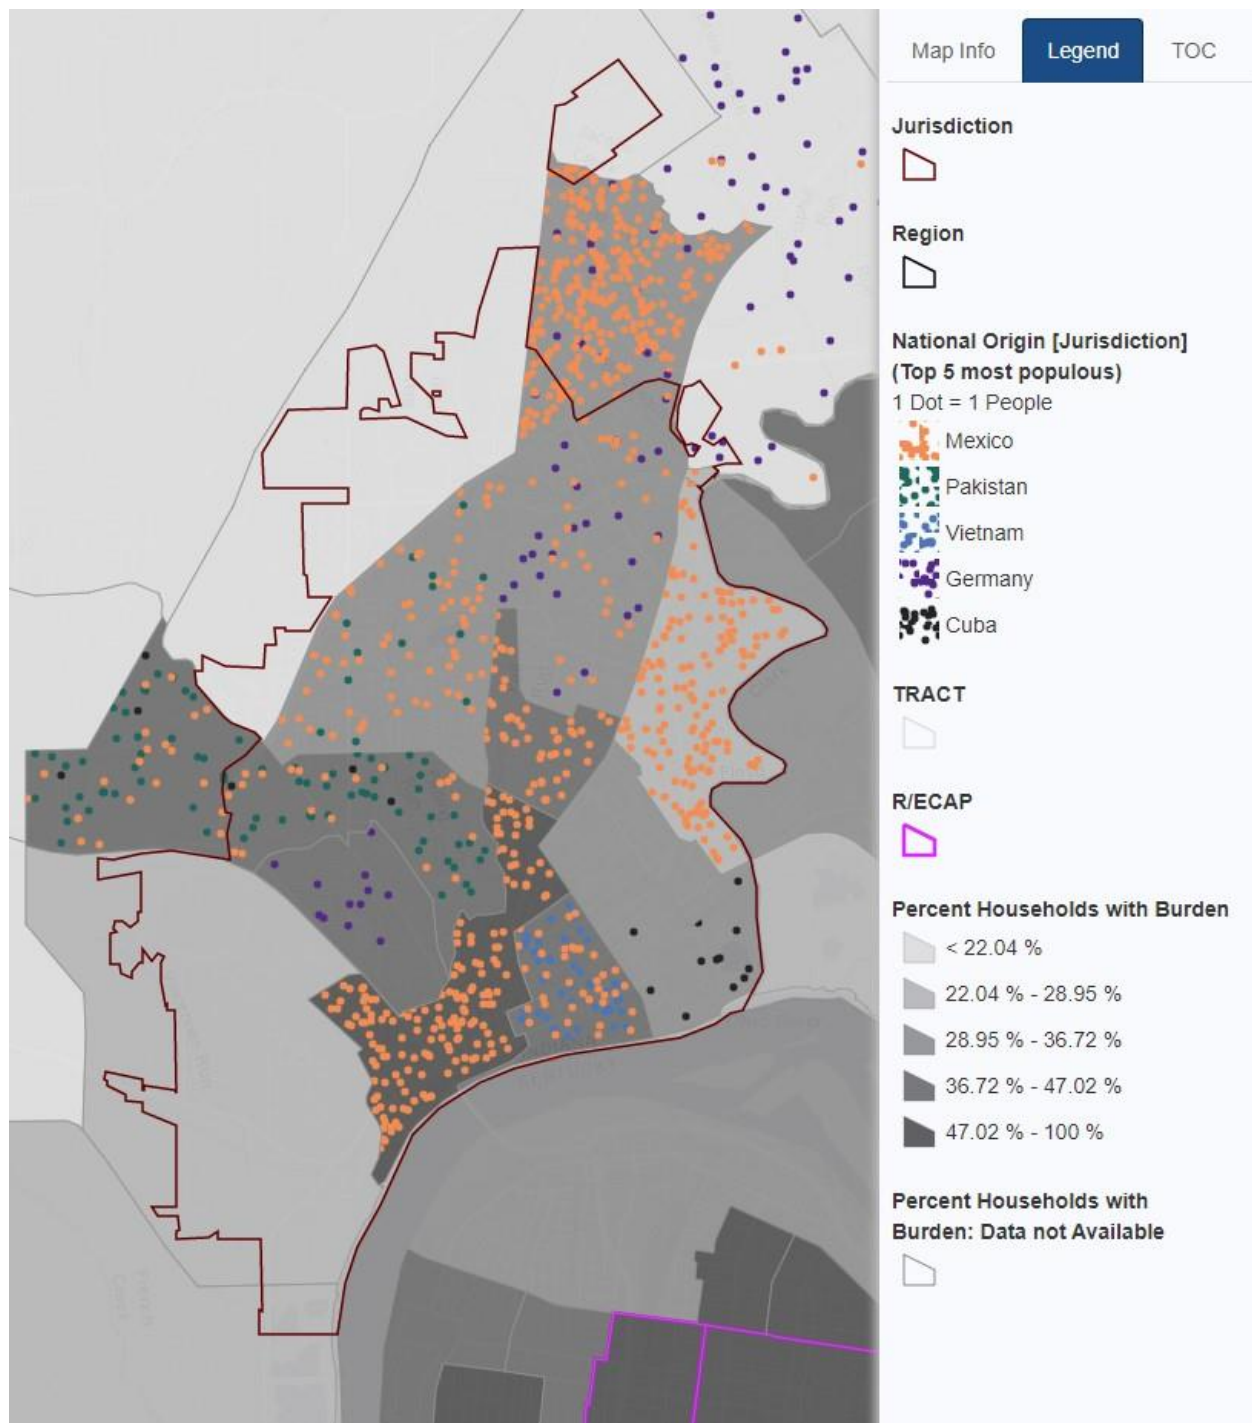 Map Info
Legend
TOC
Jurisdiction
Region
National Origin [Jurisdiction]
(Top 5 most populous)
1 Dot = 1 People
Mexico
Pakistan
Vietnam
Germany
Cuba
TRACT
R/ECAP
Percent Households with Burden
< 22.04 %
22.04 % - 28.95 %
28.95 % - 36.72 %
36.72 % - 47.02 %
47.02 % - 100 %
Percent Households with
Burden: Data not Available